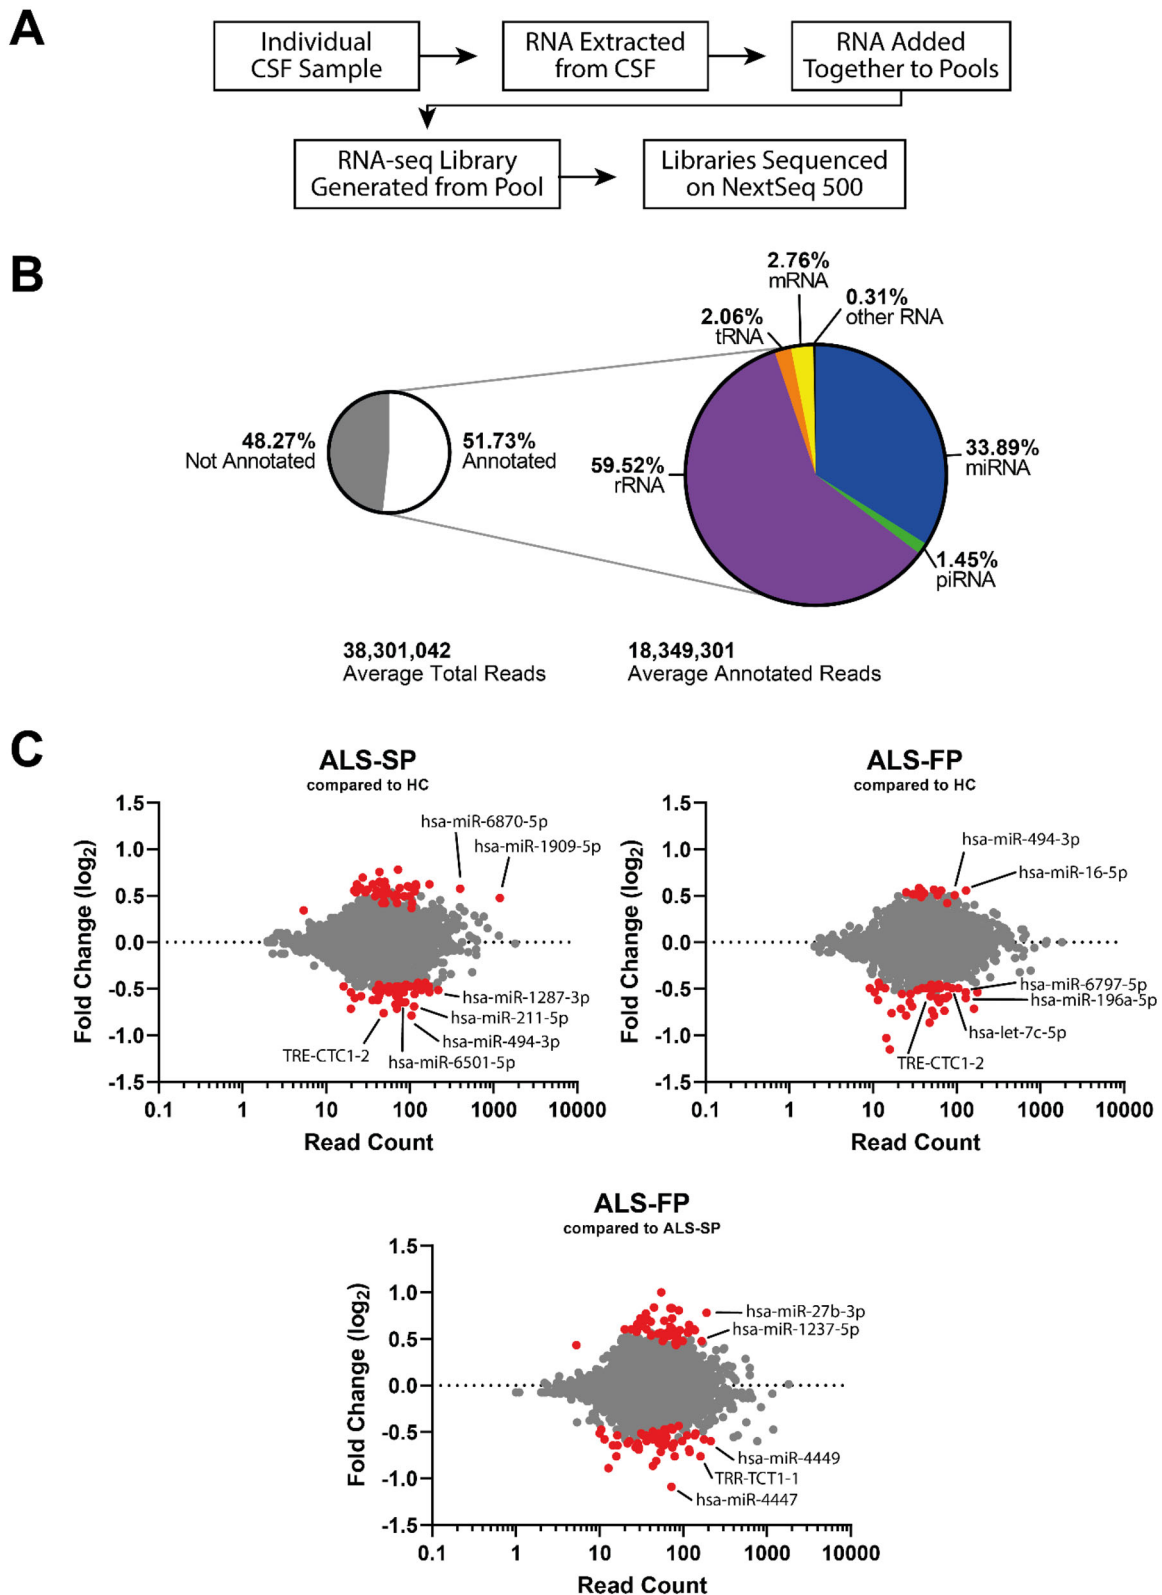 A
Individual
CSF Sample
RNA Extracted
from CSF
RNA Added
Together to Pools
RNA-seq Library
Generated from Pool
Libraries Sequenced
on NextSeq 500
B
48.27%
Not Annotated
51.73%
Annotated
2.76%
mRNA
0.31%
other RNA
2.06%
tRNA
59.52%
rRNA
33.89%
miRNA
1.45%
piRNA
38,301,042
Average Total Reads
18,349,301
Average Annotated Reads
C
ALS-SP
compared to HC
Fold Change (log2)
1.5
1.0
0.5
0.0
-0.5
-1.0
-1.5
hsa-miR-6870-5p
hsa-miR-1909-5p
hsa-miR-1287-3p
hsa-miR-211-5p
hsa-miR-494-3p
TRE-CTC1-2
hsa-miR-6501-5p
0.1 1 10 100 1000 10000
Read Count
ALS-FP
compared to HC
Fold Change (log2)
1.5
1.0
0.5
0.0
-0.5
-1.0
-1.5
hsa-miR-494-3p
hsa-miR-16-5p
hsa-miR-6797-5p
hsa-miR-196a-5p
hsa-let-7c-5p
TRE-CTC1-2
0.1 1 10 100 1000 10000
Read Count
ALS-FP
compared to ALS-SP
Fold Change (log2)
1.5
1.0
0.5
0.0
-0.5
-1.0
-1.5
hsa-miR-27b-3p
hsa-miR-1237-5p
hsa-miR-4449
TRR-TCT1-1
hsa-miR-4447
0.1 1 10 100 1000 10000
Read Count